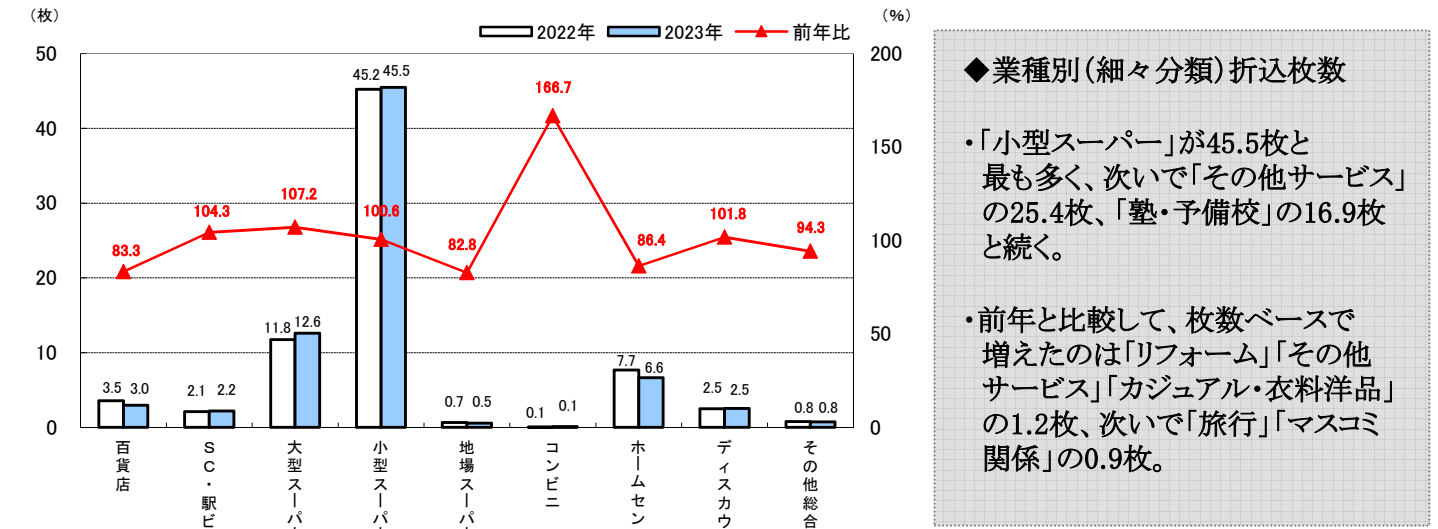 （枚）
（％）
2022年 2023年 前年比
50
40
30
20
10
0
200
150
100
50
0
83.3
104.3
107.2
100.6
82.8
166.7
86.4
101.8
94.3
3.5 3.0
2.1 2.2
11.8 12.6
45.2 45.5
0.7 0.5
0.1 0.1
7.7 6.6
2.5 2.5
0.8 0.8
百貨店
ＳＣ・駅ビ
大型スーパ
小型スーパ
地場スーパ
コンビニ
ホームセン
ディスカウ
その他総合
◆業種別（細々分類）折込枚数
・「小型スーパー」が45.5枚と
最も多く、次いで「その他サービス」
の25.4枚、「塾・予備校」の16.9枚
と続く。
・前年と比較して、枚数ベースで
増えたのは「リフォーム」「その他
サービス」「カジュアル・衣料洋品」
の1.2枚、次いで「旅行」「マスコミ
関係」の0.9枚。